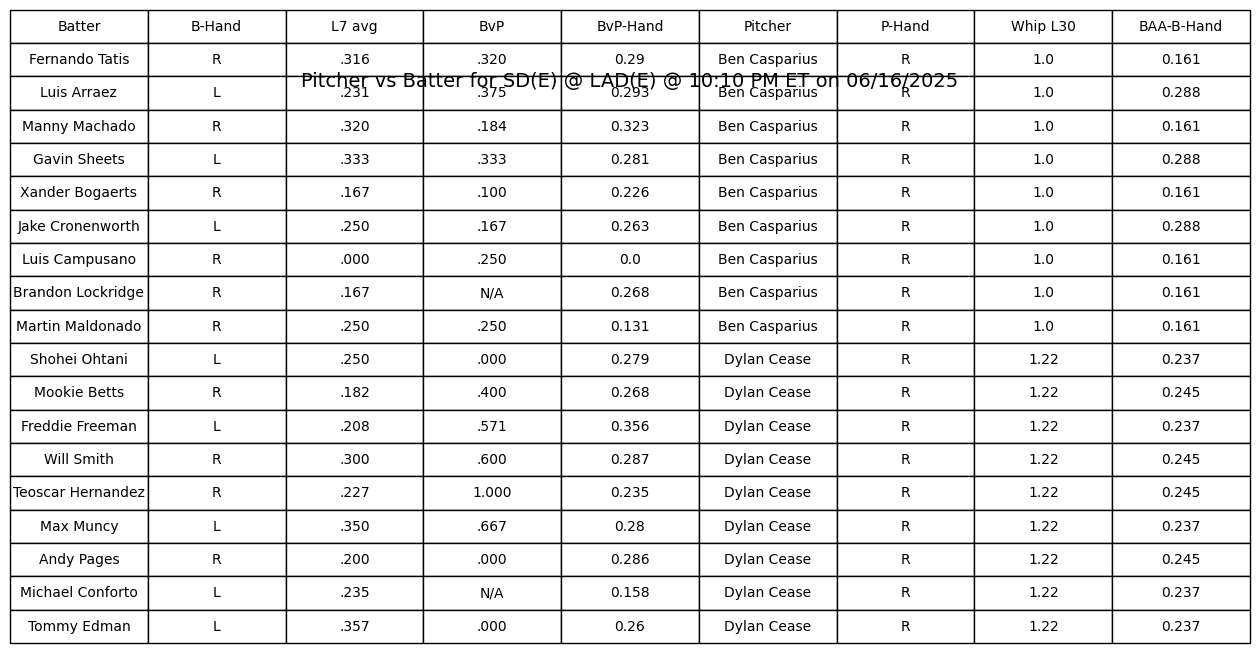 Batter B-Hand L7 avg BvP BvP-Hand Pitcher P-Hand Whip L30 BAA-B-Hand
Fernando Tatis R .316 .320 0.29 Ben Casparius R 1.0 0.161
Pitcher vs Batter for SD(E) @ LAD(E) @ 10:10 PM ET on 06/16/2025
Luis Arraez L .231 .375 0.293 Ben Casparius R 1.0 0.288
Manny Machado R .320 .184 0.323 Ben Casparius R 1.0 0.161
Gavin Sheets L .333 .333 0.281 Ben Casparius R 1.0 0.288
Xander Bogaerts R .167 .100 0.226 Ben Casparius R 1.0 0.161
Jake Cronenworth L .250 .167 0.263 Ben Casparius R 1.0 0.288
Luis Campusano R .000 .250 0.0 Ben Casparius R 1.0 0.161
Brandon Lockridge R .167 N/A 0.268 Ben Casparius R 1.0 0.161
Martin Maldonado R .250 .250 0.131 Ben Casparius R 1.0 0.161
Shohei Ohtani L .250 .000 0.279 Dylan Cease R 1.22 0.237
Mookie Betts R .182 .400 0.268 Dylan Cease R 1.22 0.245
Freddie Freeman L .208 .571 0.356 Dylan Cease R 1.22 0.237
Will Smith R .300 .600 0.287 Dylan Cease R 1.22 0.245
Teoscar Hernandez R .227 1.000 0.235 Dylan Cease R 1.22 0.245
Max Muncy L .350 .667 0.28 Dylan Cease R 1.22 0.237
Andy Pages R .200 .000 0.286 Dylan Cease R 1.22 0.245
Michael Conforto L .235 N/A 0.158 Dylan Cease R 1.22 0.237
Tommy Edman L .357 .000 0.26 Dylan Cease R 1.22 0.237